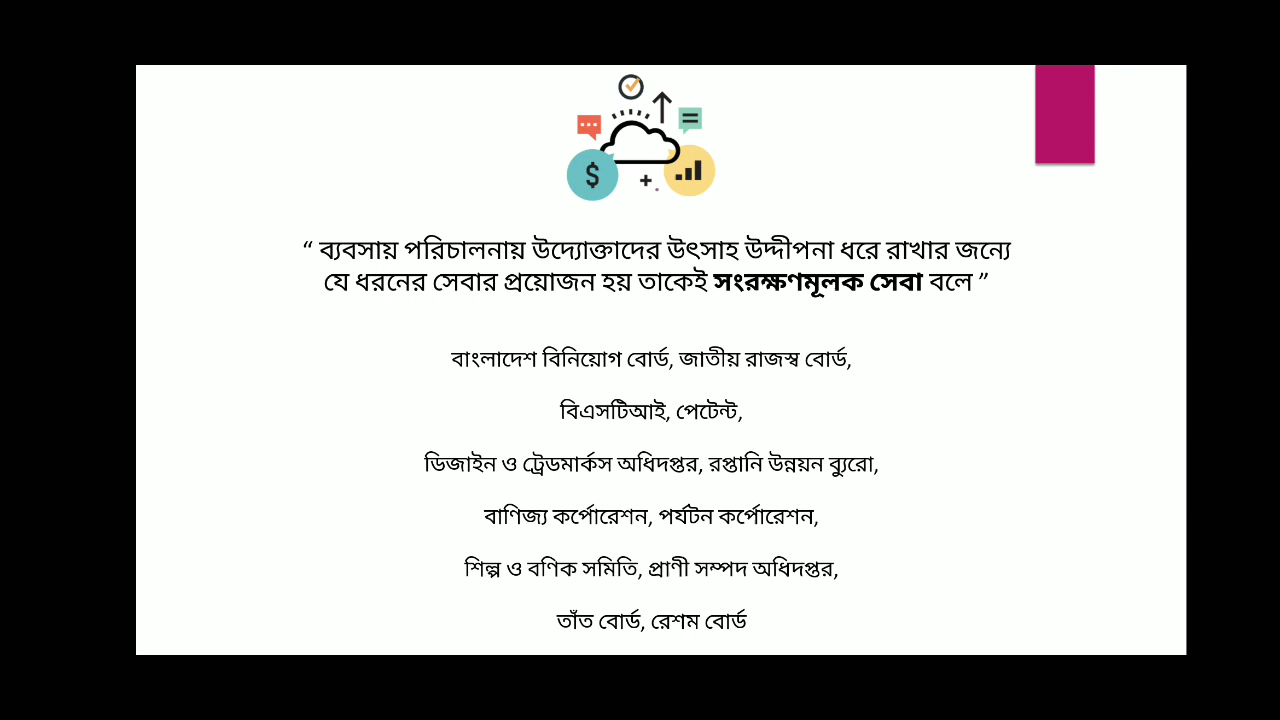 “ ব্যবসায় পরিচালনায় উদ্যোক্তাদের উৎসাহ উদ্দীপনা ধরে রাখার জন্যে
যে ধরনের সেবার প্রয়োজন হয় তাকেই সংরক্ষণমূলক সেবা বলে ”
বাংলাদেশ বিনিয়োগ বোর্ড, জাতীয় রাজস্ব বোর্ড,
বিএসটিআই, পেটেন্ট,
ডিজাইন ও ট্রেডমার্কস অধিদপ্তর, রপ্তানি উন্নয়ন ব্যুরো,
বাণিজ্য কর্পোরেশন, পর্যটন কর্পোরেশন,
শিল্প ও বণিক সমিতি, প্রাণী সম্পদ অধিদপ্তর,
তাঁত বোর্ড, রেশম বোর্ড